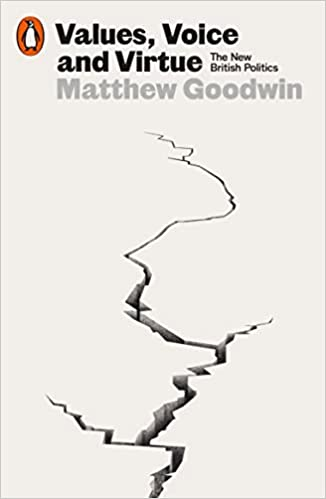 Values, Voice
and Virtue
The New
British Politics
Matthew Goodwin